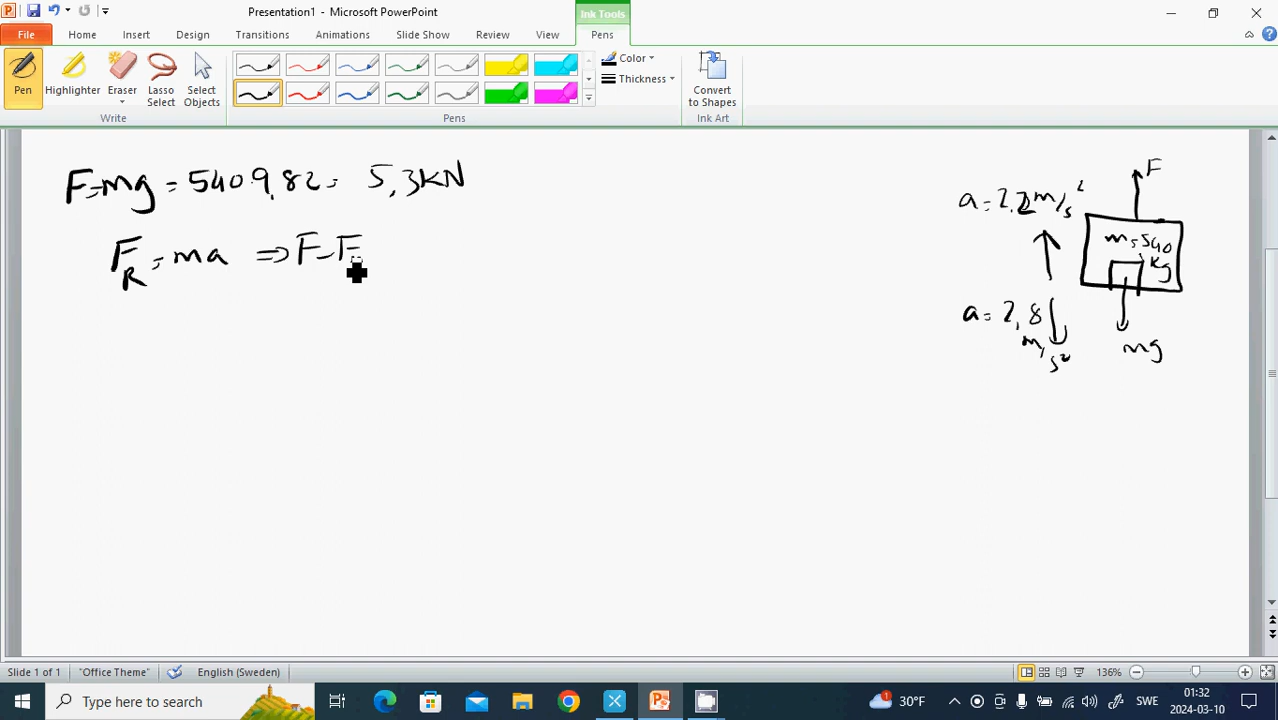 Presentation1 - Microsoft PowerPoint
Ink Tools
File Home Insert Design Transitions Animations Slide Show Review View Pens
Pen Highlighter Eraser Lasso Select Select Objects
Color
Thickness
Convert to Shapes
Write Pens Ink Art
F=mg = 540 9,82 = 5,3KN
F_R = ma ⇒ F-F
F
a=2,2m/s²
m=540 kg
a=2,8 m/s²
mg
Slide 1 of 1 "Office Theme" English (Sweden) 136%
Type here to search
1 30°F SWE 01:32 2024-03-10